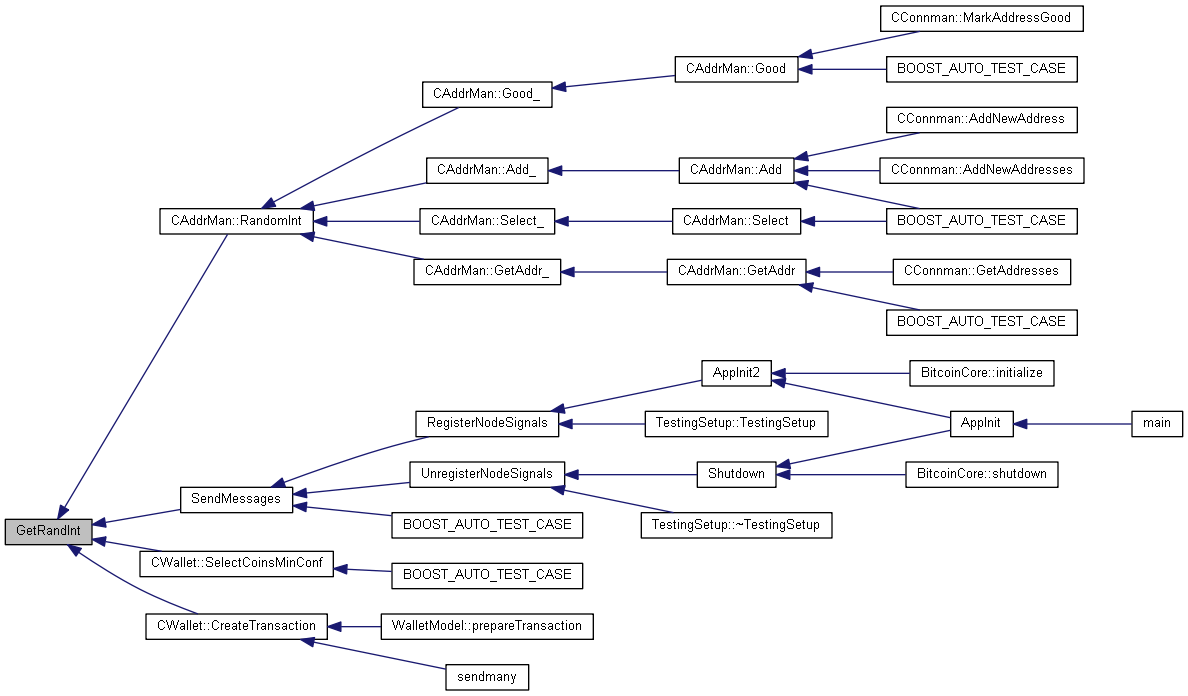 CConnman::MarkAddressGood
CAddrMan::Good
BOOST_AUTO_TEST_CASE
CAddrMan::Good_
CConnman::AddNewAddress
CAddrMan::Add_
CAddrMan::Add
CConnman::AddNewAddresses
CAddrMan::RandomInt
CAddrMan::Select_
CAddrMan::Select
BOOST_AUTO_TEST_CASE
CAddrMan::GetAddr_
CAddrMan::GetAddr
CConnman::GetAddresses
BOOST_AUTO_TEST_CASE
AppInit2
BitcoinCore::initialize
RegisterNodeSignals
TestingSetup::TestingSetup
AppInit
main
UnregisterNodeSignals
Shutdown
BitcoinCore::shutdown
SendMessages
BOOST_AUTO_TEST_CASE
TestingSetup::~TestingSetup
GetRandInt
CWallet::SelectCoinsMinConf
BOOST_AUTO_TEST_CASE
CWallet::CreateTransaction
WalletModel::prepareTransaction
sendmany